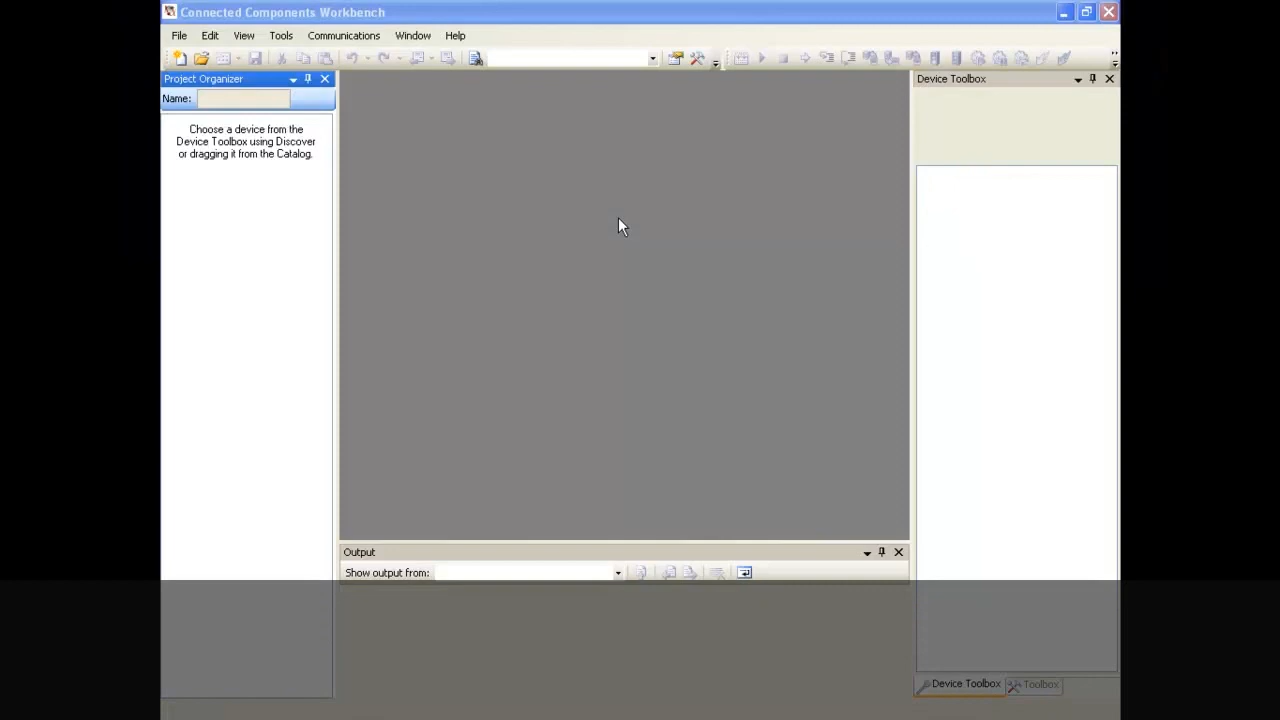 Connected Components Workbench
File Edit View Tools Communications Window Help
Project Organizer
Name:
Choose a device from the
Device Toolbox using Discover
or dragging it from the Catalog.
Device Toolbox
Output
Show output from:
Device Toolbox Toolbox